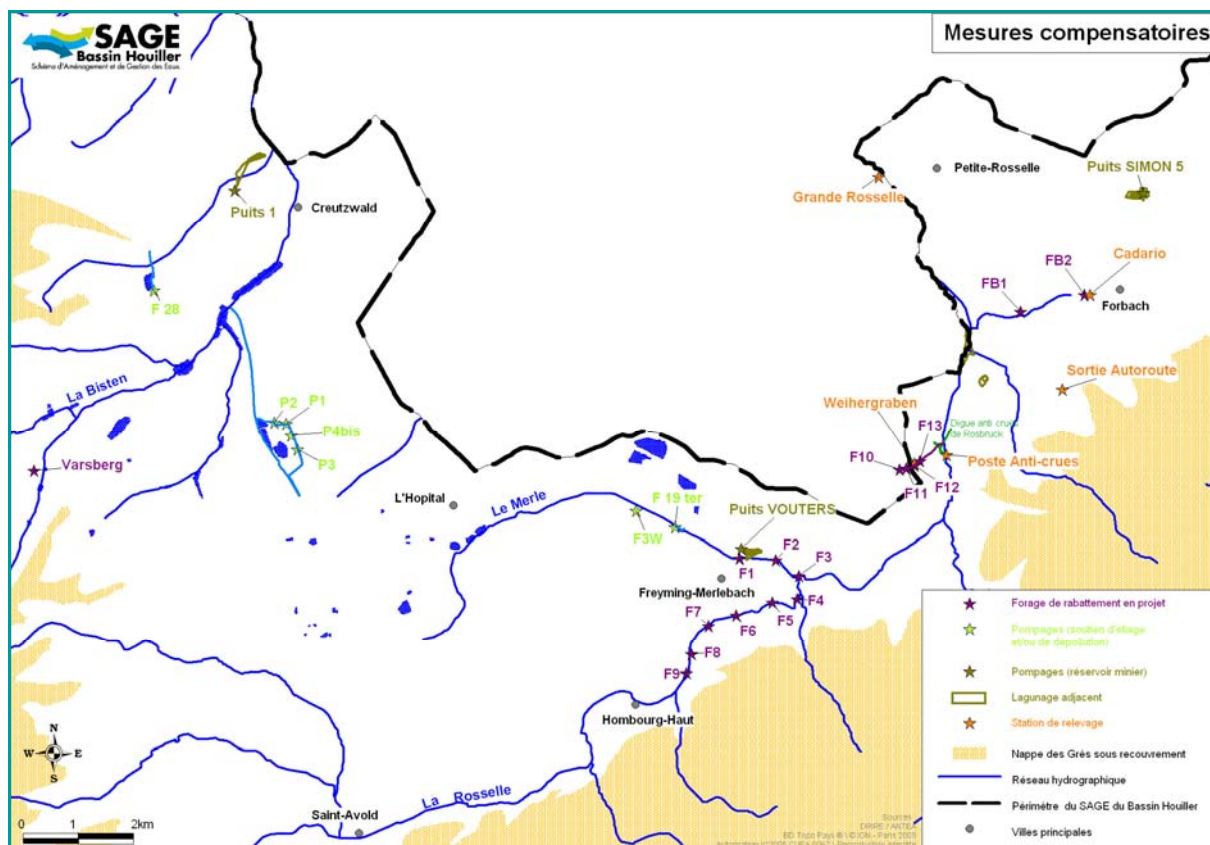 SAGE
Bassin Houiller
Schéma d'Aménagement et de Gestion des Eaux
Mesures compensatoires
Petite-Rosselle
Puits SIMON 5
Grande Rosselle
Puits 1
Creutzwald
FB2
Cadario
FB1
Forbach
F 28
La Bisten
Sortie Autoroute
P2
P1
P4bis
P3
Weihergraben
F13
Digue anti crues
de Rosbruck
Varsberg
F10
Poste Anti-crues
F11
F12
L'Hopital
Le Merle
F 19 ter
F3W
Puits VOUTERS
F1
F2
F3
Freyming-Merlebach
F4
F5
F6
F7
F8
F9
Hombourg-Haut
La Rosselle
Saint-Avold
N
W
E
S
0
1
2km
Forage de rabattement en projet
Pompages (soutien d'étiage
et/ou de dépollution)
Pompages (réservoir minier)
Lagunage adjacent
Station de relevage
Nappe des Grès sous recouvrement
Réseau hydrographique
Périmètre du SAGE du Bassin Houiller
Villes principales
Sources
DRIRE / ANTEA